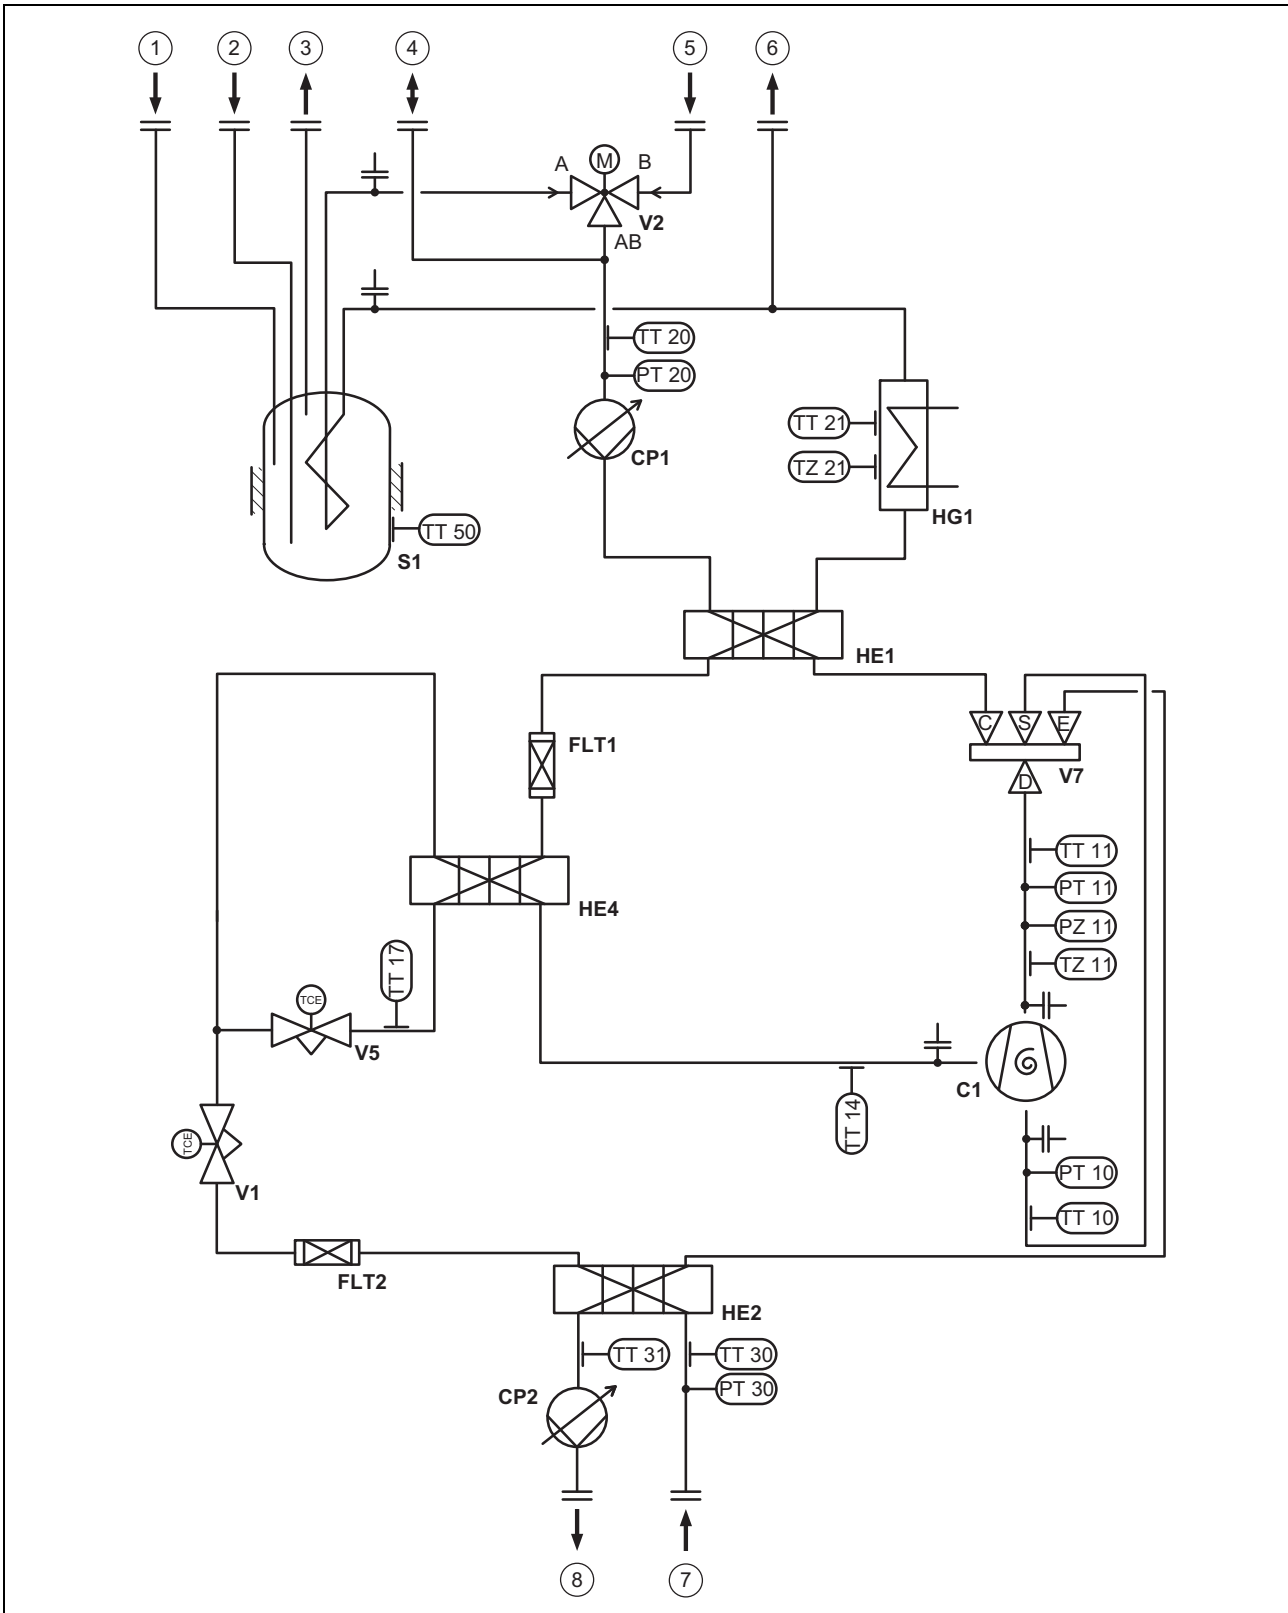 1
2
3
4
5
6
A
M
B
V2
AB
TT 20
PT 20
CP1
TT 21
TZ 21
HG1
TT 50
S1
HE1
FLT1
C
S
E
V7
D
TT 11
PT 11
PZ 11
TZ 11
HE4
TT 17
TCE
V5
C1
TT 14
TCE
V1
PT 10
TT 10
FLT2
HE2
TT 31
TT 30
PT 30
CP2
8
7